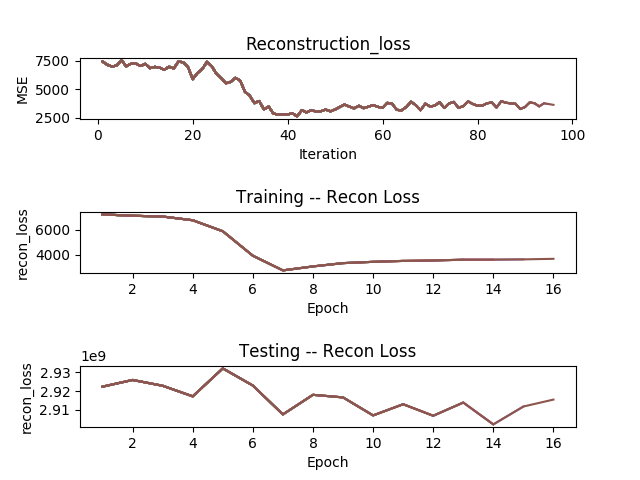 Reconstruction_loss
7500
5000
2500
MSE
0 20 40 60 80 100
Iteration
Training -- Recon Loss
6000
4000
recon_loss
2 4 6 8 10 12 14 16
Epoch
Testing -- Recon Loss
1e9
2.93
2.92
2.91
recon_loss
2 4 6 8 10 12 14 16
Epoch